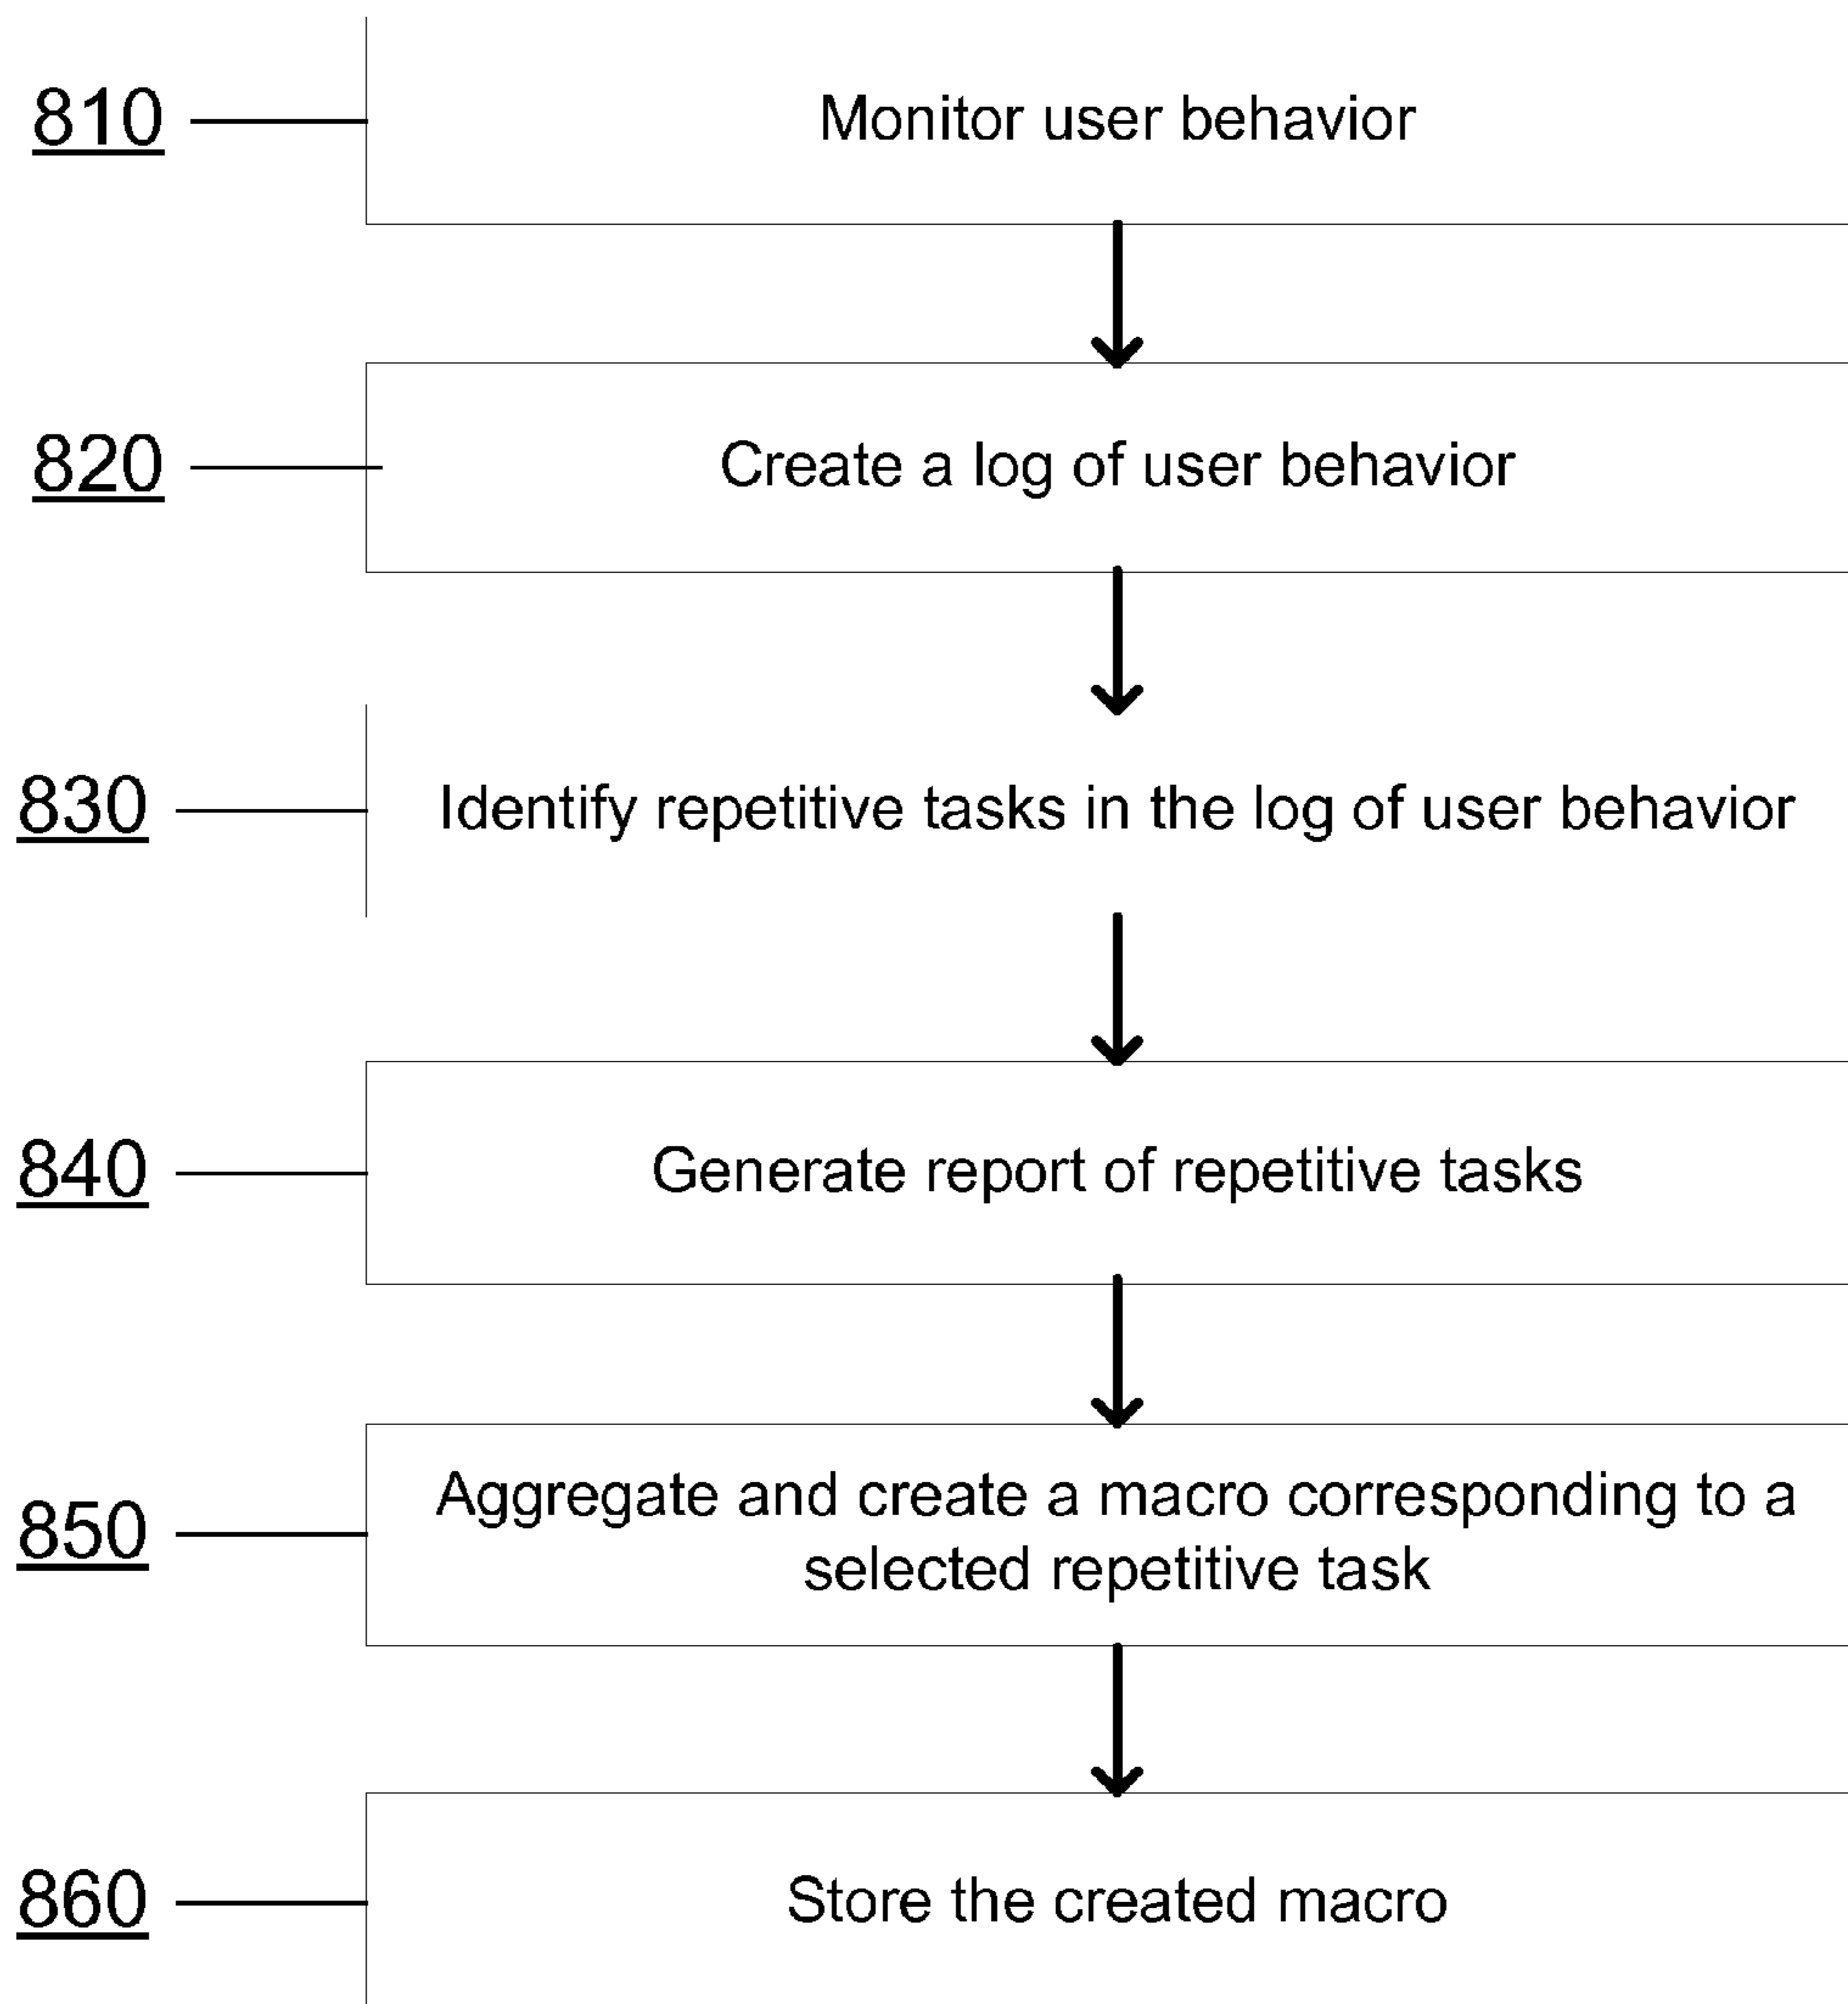 810
Monitor user behavior
820
Create a log of user behavior
830
Identify repetitive tasks in the log of user behavior
840
Generate report of repetitive tasks
850
Aggregate and create a macro corresponding to a
selected repetitive task
860
Store the created macro